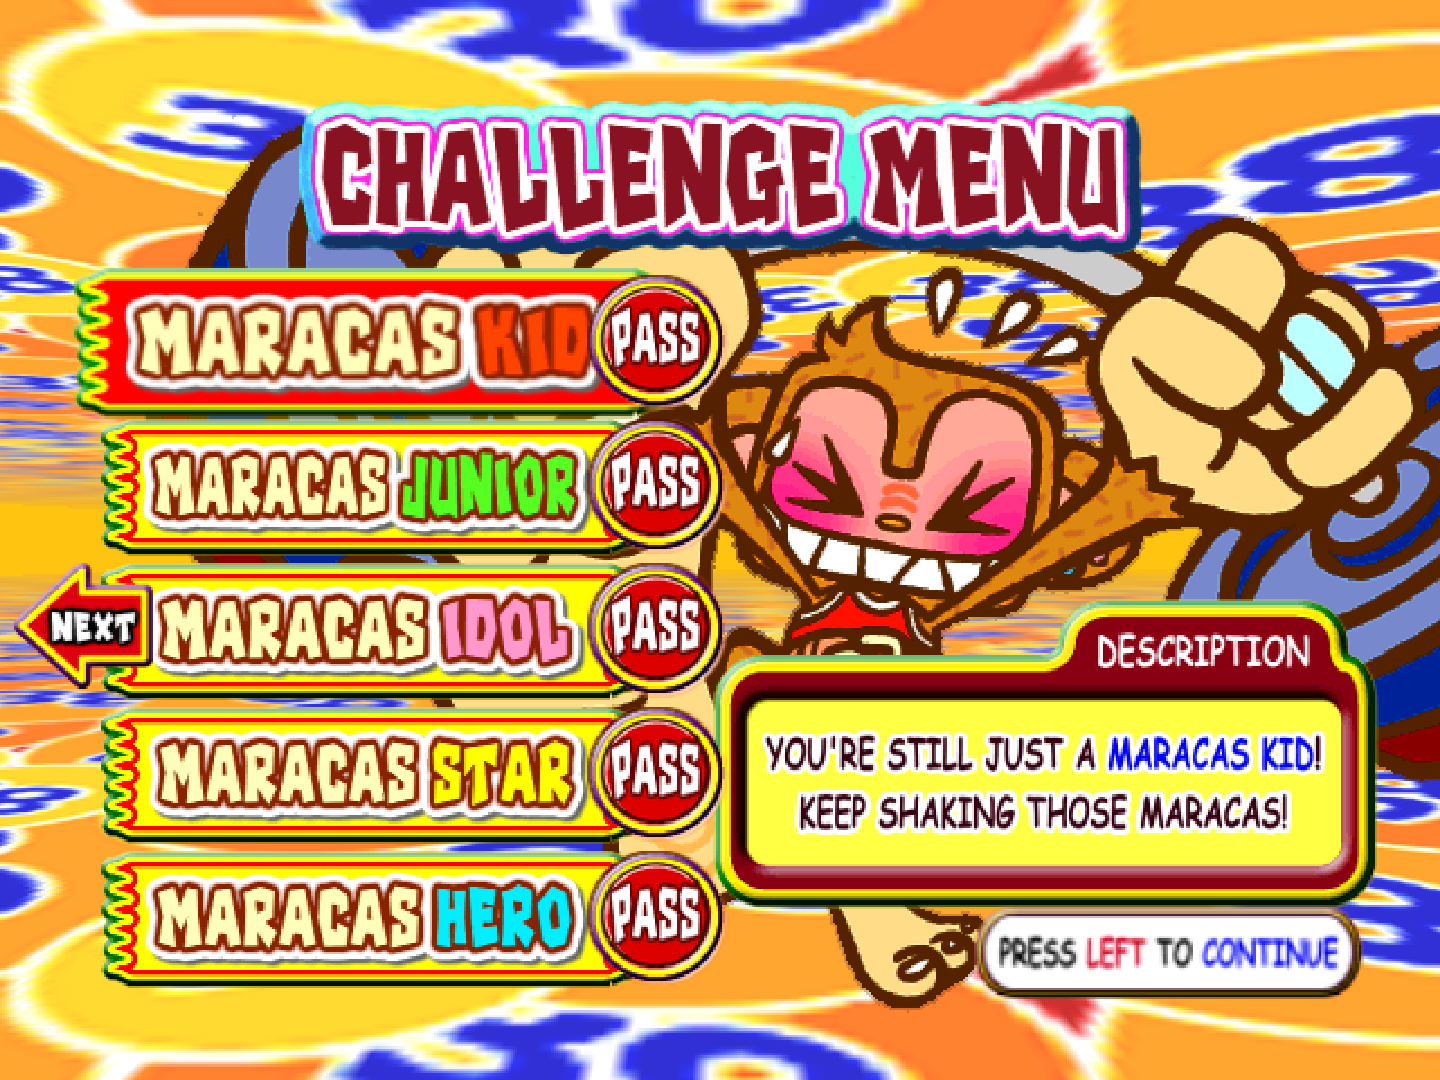 CHALLENGE MENU
MARACAS KID PASS
MARACAS JUNIOR PASS
NEXT MARACAS IDOL PASS
MARACAS STAR PASS
MARACAS HERO PASS
DESCRIPTION
YOU'RE STILL JUST A MARACAS KID!
KEEP SHAKING THOSE MARACAS!
PRESS LEFT TO CONTINUE